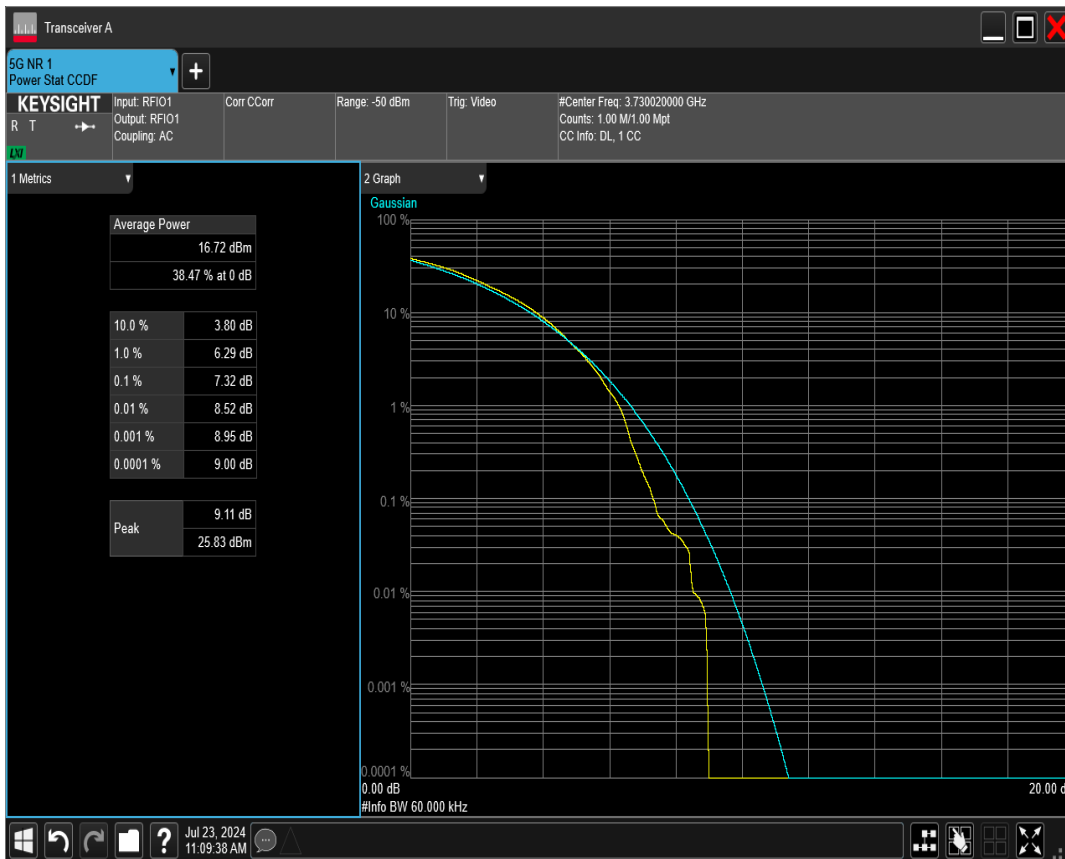 Transceiver A
5G NR 1
Power Stat CCDF
+
KEYSIGHT
R T
LXI
Input: RFIO1
Output: RFIO1
Coupling: AC
Corr CCorr
Range: -50 dBm
Trig: Video
#Center Freq: 3.730020000 GHz
Counts: 1.00 M/1.00 Mpt
CC Info: DL, 1 CC
1 Metrics
Average Power
16.72 dBm
38.47 % at 0 dB
10.0 % 3.80 dB
1.0 % 6.29 dB
0.1 % 7.32 dB
0.01 % 8.52 dB
0.001 % 8.95 dB
0.0001 % 9.00 dB
Peak
9.11 dB
25.83 dBm
2 Graph
Gaussian
100 %
10 %
1 %
0.1 %
0.01 %
0.001 %
0.0001 %
0.00 dB
20.00 d
#Info BW 60.000 kHz
?
Jul 23, 2024
11:09:38 AM